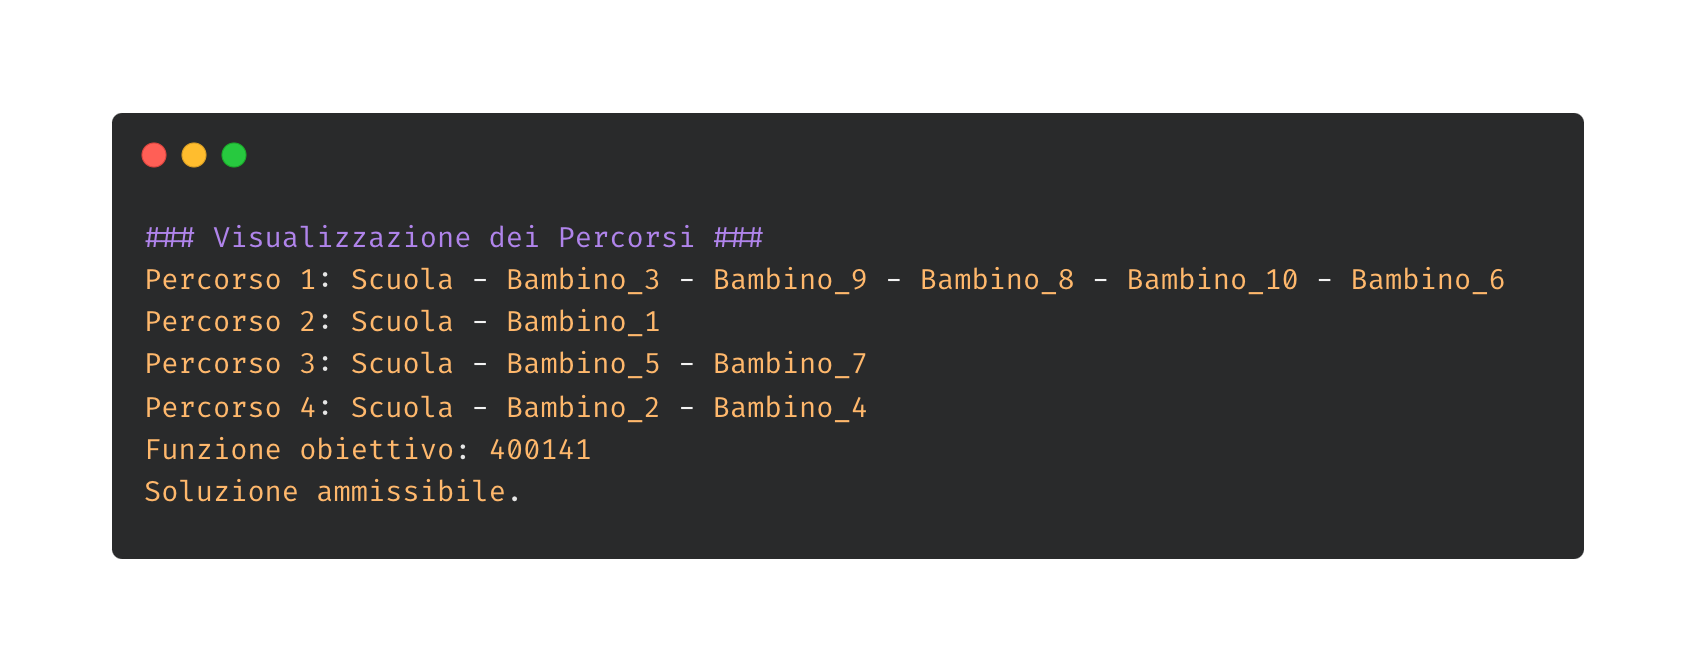 ### Visualizzazione dei Percorsi ###
Percorso 1: Scuola - Bambino_3 - Bambino_9 - Bambino_8 - Bambino_10 - Bambino_6
Percorso 2: Scuola - Bambino_1
Percorso 3: Scuola - Bambino_5 - Bambino_7
Percorso 4: Scuola - Bambino_2 - Bambino_4
Funzione obiettivo: 400141
Soluzione ammissibile.